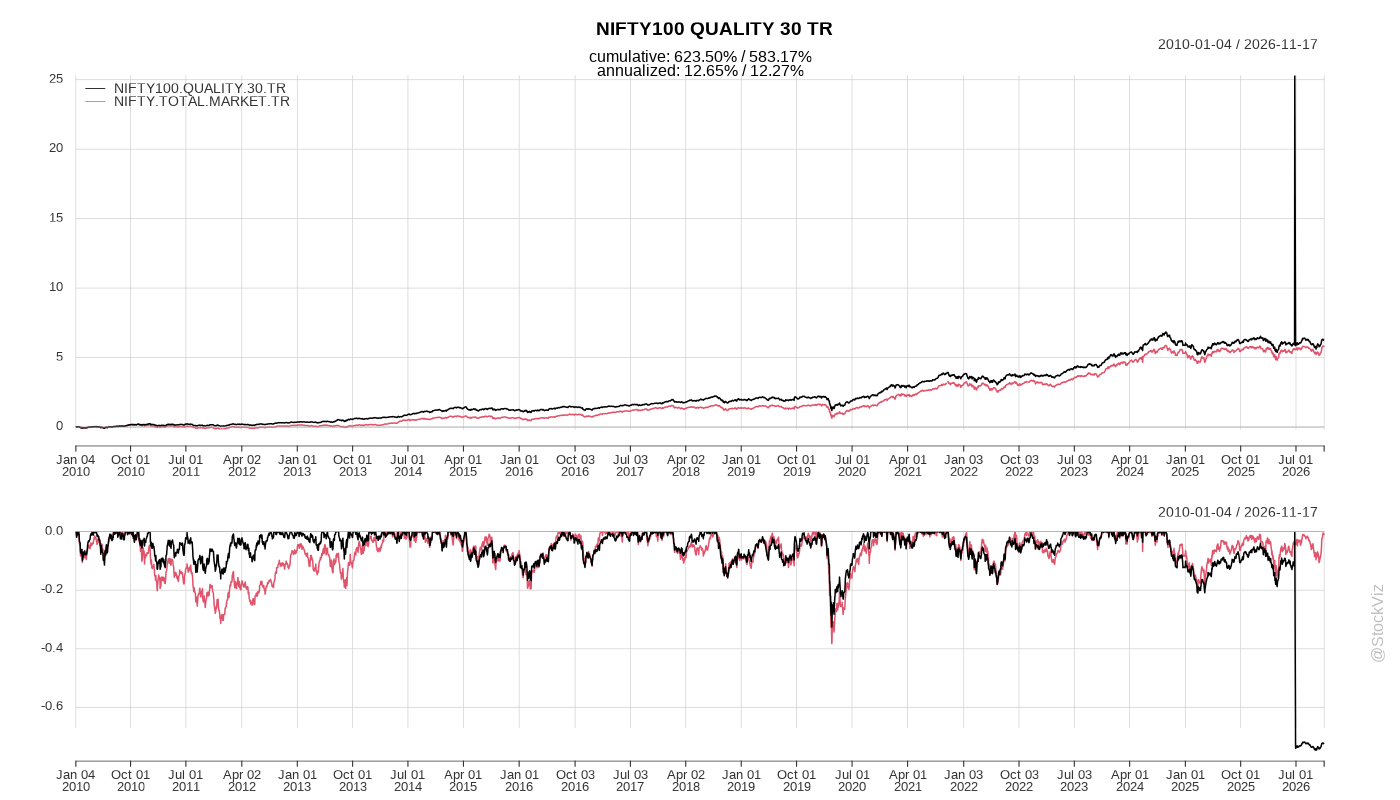 NIFTY100 QUALITY 30 TR
2010-01-04 / 2026-11-17
cumulative: 623.50% / 583.17%
annualized: 12.65% / 12.27%
NIFTY100.QUALITY.30.TR
NIFTY.TOTAL.MARKET.TR
25
20
15
10
5
0
Jan 04 Oct 01 Jul 01 Apr 02 Jan 01 Oct 01 Jul 01 Apr 01 Jan 01 Oct 03 Jul 03 Apr 02 Jan 01 Oct 01 Jul 01 Apr 01 Jan 03 Oct 03 Jul 03 Apr 01 Jan 01 Oct 01 Jul 01
2010 2010 2011 2012 2013 2013 2014 2015 2016 2016 2017 2018 2019 2019 2020 2021 2022 2022 2023 2024 2025 2025 2026
2010-01-04 / 2026-11-17
0.0
-0.2
-0.4
-0.6
Jan 04 Oct 01 Jul 01 Apr 02 Jan 01 Oct 01 Jul 01 Apr 01 Jan 01 Oct 03 Jul 03 Apr 02 Jan 01 Oct 01 Jul 01 Apr 01 Jan 03 Oct 03 Jul 03 Apr 01 Jan 01 Oct 01 Jul 01
2010 2010 2011 2012 2013 2013 2014 2015 2016 2016 2017 2018 2019 2019 2020 2021 2022 2022 2023 2024 2025 2025 2026
@StockViz